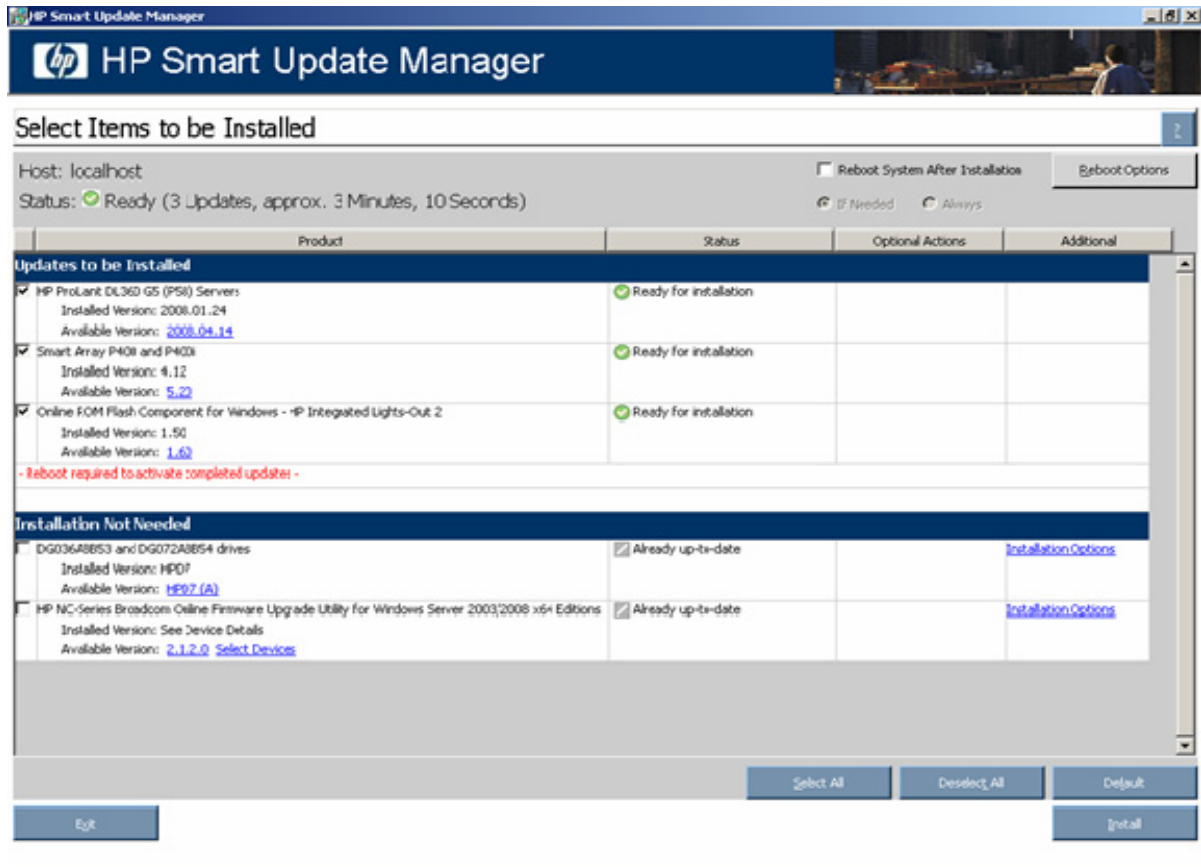 HP Smart Update Manager
hp HP Smart Update Manager
Select Items to be Installed
?
Host: localhost
Reboot System After Installation
Reboot Options
Status: Ready (3 Updates, approx. 3 Minutes, 10 Seconds)
If Needed Always
Product Status Optional Actions Additional
Updates to be Installed
HP ProLiant DL360 G5 (P58) Servers Ready for installation
Installed Version: 2008.01.24
Available Version: 2008.04.14
Smart Array P400 and P400i Ready for installation
Installed Version: 4.12
Available Version: 5.20
Online ROM Flash Component for Windows - HP Integrated Lights-Out 2 Ready for installation
Installed Version: 1.50
Available Version: 1.60
- Reboot required to activate completed updates -
Installation Not Needed
DG036A8B53 and DG072A8B54 drives Already up-to-date Installation Options
Installed Version: HPD7
Available Version: HPD7 (A)
HP NC-Series Broadcom Online Firmware Upgrade Utility for Windows Server 2003/2008 x64 Editions Already up-to-date Installation Options
Installed Version: See Device Details
Available Version: 2.1.2.0 Select Devices
Select All Deselect All Default
Exit Install